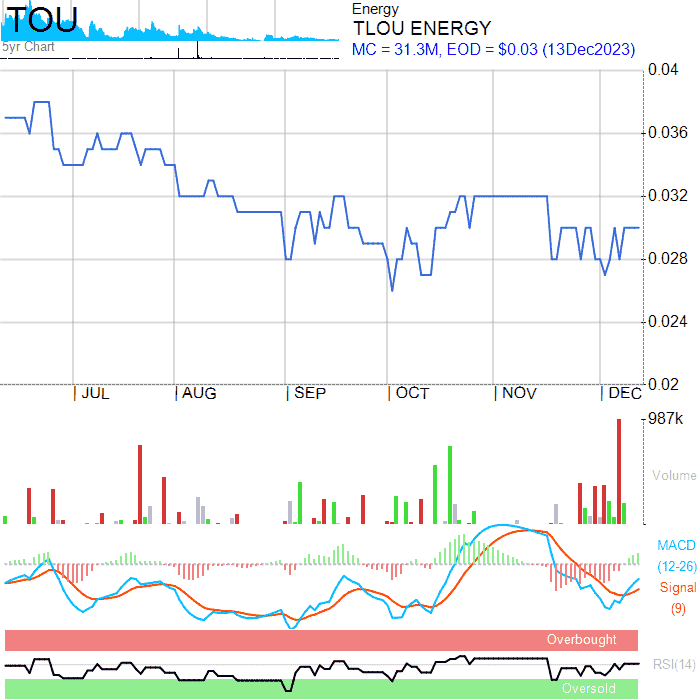 TOU
5yr Chart
Energy
TLOU ENERGY
MC = 31.3M, EOD = $0.03 (13Dec2023)
0.04
0.036
0.032
0.028
0.024
0.02
| JUL | AUG | SEP | OCT | NOV | DEC
987k
Volume
MACD
(12-26)
Signal
(9)
Overbought
RSI(14)
Oversold